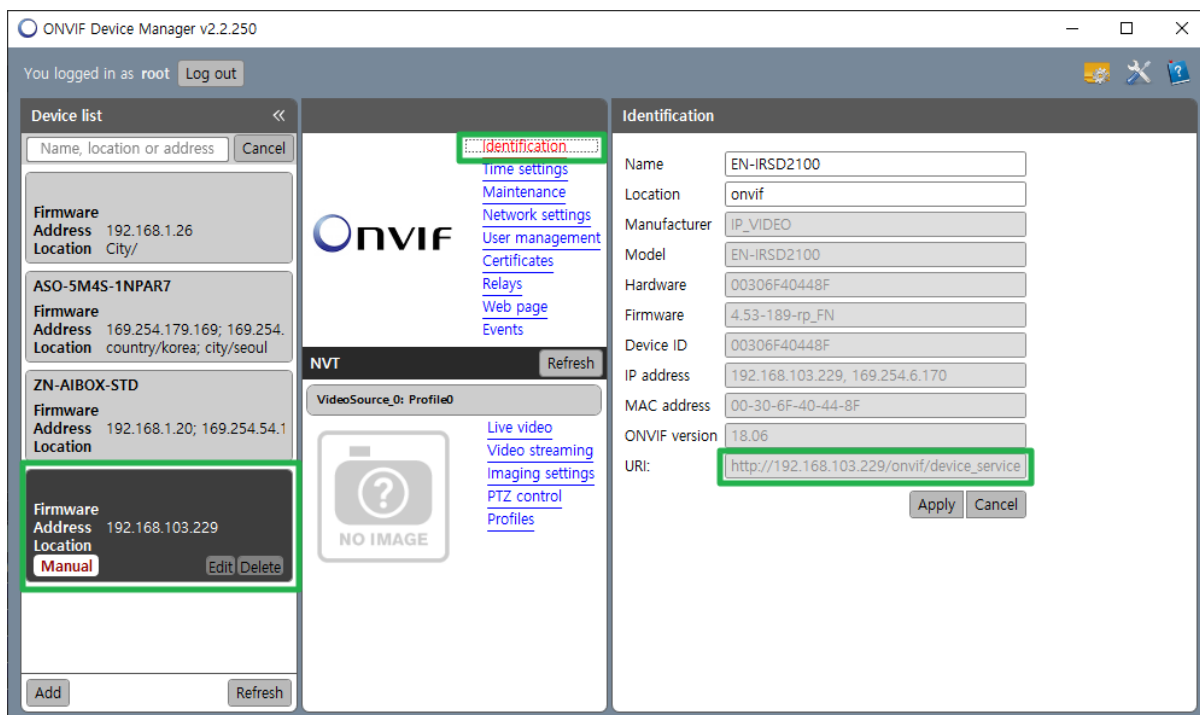 ONVIF Device Manager v2.2.250
You logged in as root Log out
Device list «
Name, location or address Cancel
Firmware
Address 192.168.1.26
Location City/
ASO-5M4S-1NPAR7
Firmware
Address 169.254.179.169; 169.254.
Location country/korea; city/seoul
ZN-AIBOX-STD
Firmware
Address 192.168.1.20; 169.254.54.1
Location
Firmware
Address 192.168.103.229
Location
Manual Edit Delete
Add Refresh
ONVIF
Identification
Time settings
Maintenance
Network settings
User management
Certificates
Relays
Web page
Events
NVT Refresh
VideoSource_0: Profile0
NO IMAGE
Live video
Video streaming
Imaging settings
PTZ control
Profiles
Identification
Name EN-IRSD2100
Location onvif
Manufacturer IP_VIDEO
Model EN-IRSD2100
Hardware 00306F40448F
Firmware 4.53-189-rp_FN
Device ID 00306F40448F
IP address 192.168.103.229, 169.254.6.170
MAC address 00-30-6F-40-44-8F
ONVIF version 18.06
URI: http://192.168.103.229/onvif/device_service
Apply Cancel